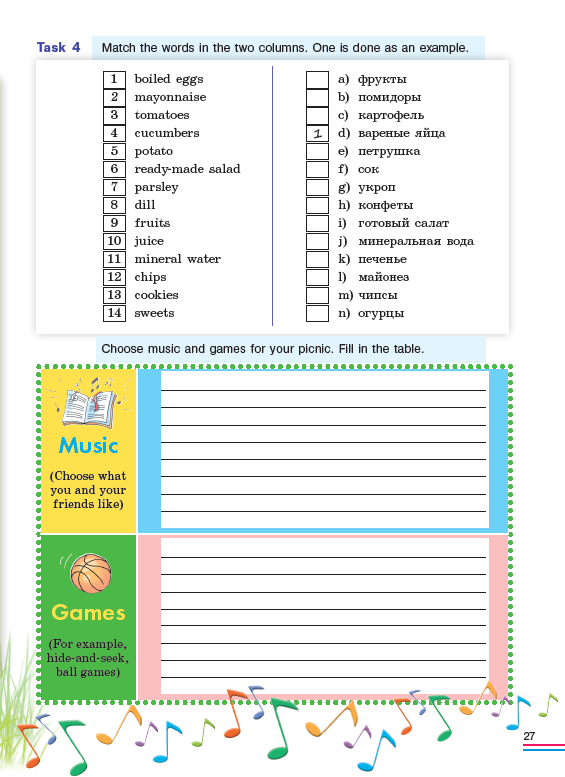 Task 4 Match the words in the two columns. One is done as an example.
1 boiled eggs
2 mayonnaise
3 tomatoes
4 cucumbers
5 potato
6 ready-made salad
7 parsley
8 dill
9 fruits
10 juice
11 mineral water
12 chips
13 cookies
14 sweets
a) фрукты
b) помидоры
c) картофель
1 d) вареные яйца
e) петрушка
f) сок
g) укроп
h) конфеты
i) готовый салат
j) минеральная вода
k) печенье
l) майонез
m) чипсы
n) огурцы
Choose music and games for your picnic. Fill in the table.
Music
(Choose what
you and your
friends like)
Games
(For example,
hide-and-seek,
ball games)
27